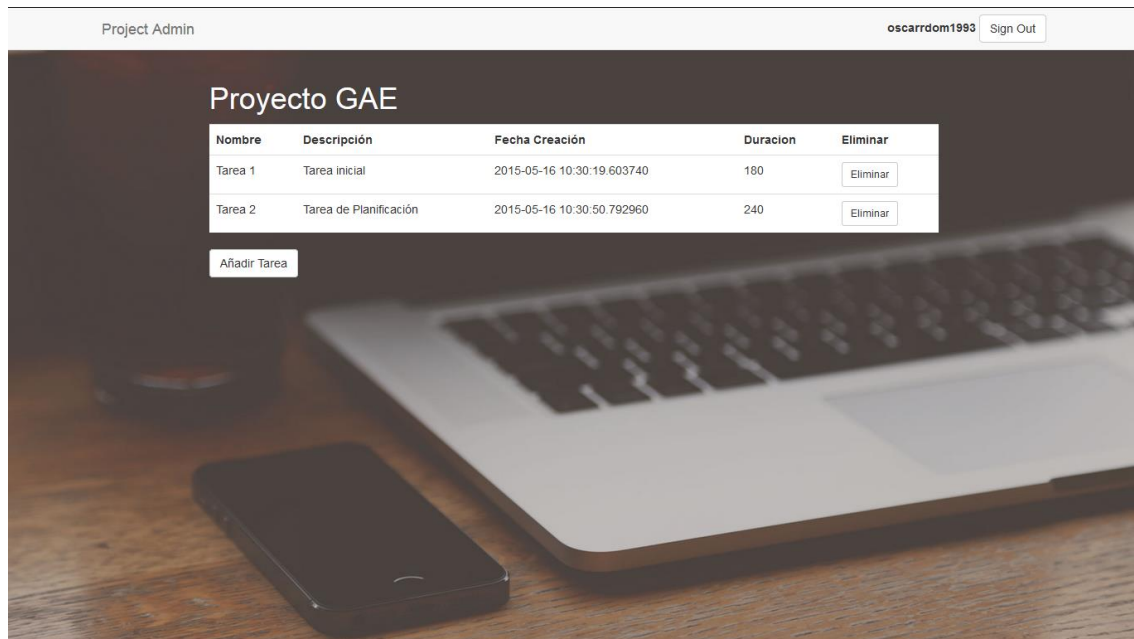 Project Admin oscarrdom1993 Sign Out
Proyecto GAE
Nombre Descripción Fecha Creación Duracion Eliminar
Tarea 1 Tarea inicial 2015-05-16 10:30:19.603740 180 Eliminar
Tarea 2 Tarea de Planificación 2015-05-16 10:30:50.792960 240 Eliminar
Añadir Tarea